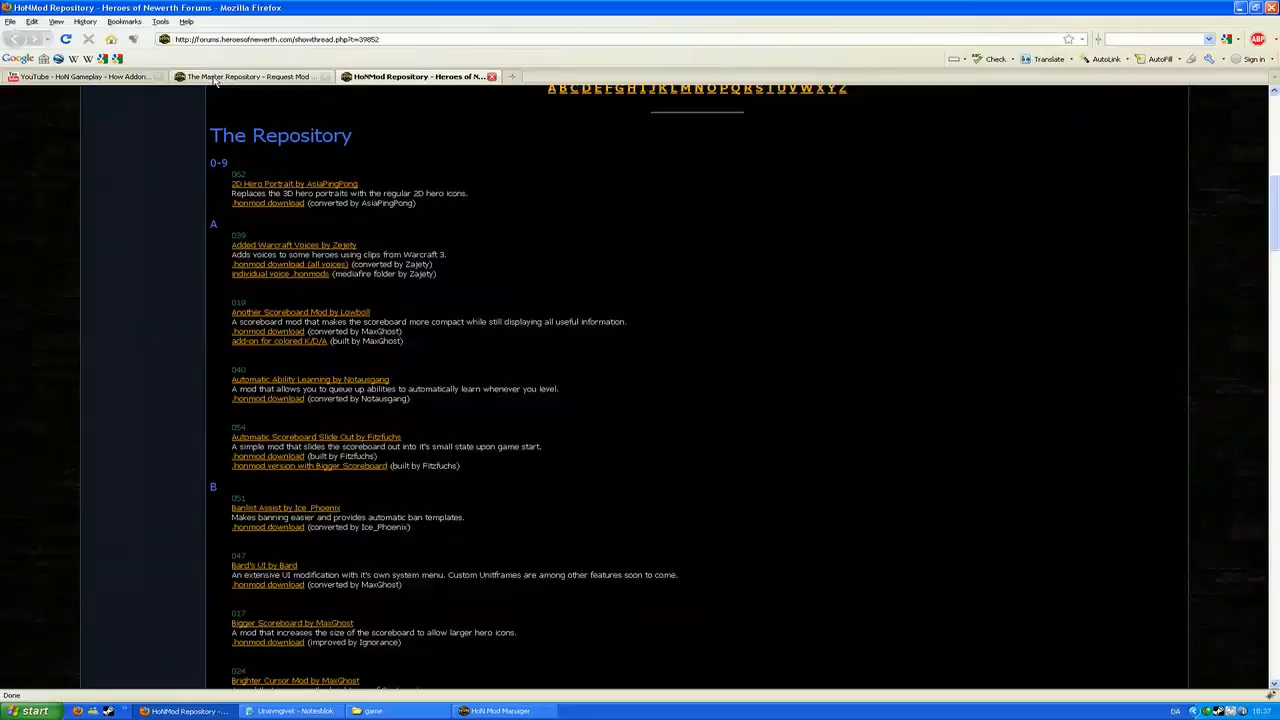 HoNMod Repository - Heroes of Newerth Forums - Mozilla Firefox
File Edit View History Bookmarks Tools Help
http://forums.heroesofnewerth.com/showthread.php?t=39852
Google Check Translate AutoLink AutoFill Sign in
YouTube - HoN Gameplay - How Addon... The Master Repository - Request Mod ... HoNMod Repository - Heroes of N...
A B C D E F G H I J K L M N O P Q R S T U V W X Y Z
The Repository
0-9
062
2D Hero Portrait by AsiaPingPong
Replaces the 3D hero portraits with the regular 2D hero icons.
.honmod download (converted by AsiaPingPong)
A
039
Added Warcraft Voices by Zejety
Adds voices to some heroes using clips from Warcraft 3.
.honmod download (all voices) (converted by Zajety)
individual voice .honmods (mediafire folder by Zajety)
019
Another Scoreboard Mod by Lowboll
A scoreboard mod that makes the scoreboard more compact while still displaying all useful information.
.honmod download (converted by MaxGhost)
add-on for colored K/D/A (built by MaxGhost)
040
Automatic Ability Learning by Notausgang
A mod that allows you to queue up abilities to automatically learn whenever you level.
.honmod download (converted by Notausgang)
054
Automatic Scoreboard Slide Out by Fitzfuchs
A simple mod that slides the scoreboard out into it's small state upon game start.
.honmod download (built by Fitzfuchs)
.honmod version with Bigger Scoreboard (built by Fitzfuchs)
B
051
Banlist Assist by Ice_Phoenix
Makes banning easier and provides automatic ban templates.
.honmod download (converted by Ice_Phoenix)
047
Bard's UI by Bard
An extensive UI modification with it's own system menu. Custom Unitframes are among other features soon to come.
.honmod download (converted by MaxGhost)
017
Bigger Scoreboard by MaxGhost
A mod that increases the size of the scoreboard to allow larger hero icons.
.honmod download (improved by Ignorance)
024
Brighter Cursor Mod by MaxGhost
Done
start HoNMod Repository -... Unavngivet - Notesblok game HoN Mod Manager DA 18:37